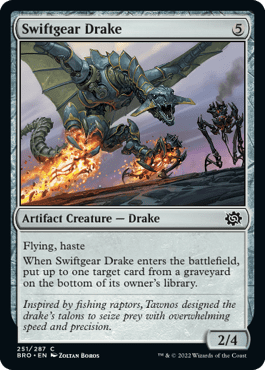 Swiftgear Drake 5
Artifact Creature — Drake
Flying, haste
When Swiftgear Drake enters the battlefield,
put up to one target card from a graveyard
on the bottom of its owner's library.
Inspired by fishing raptors, Tawnos designed the
drake's talons to seize prey with overwhelming
speed and precision.
2/4
251/287 C
BRO • EN Zoltan Boros ™ & © 2022 Wizards of the Coast